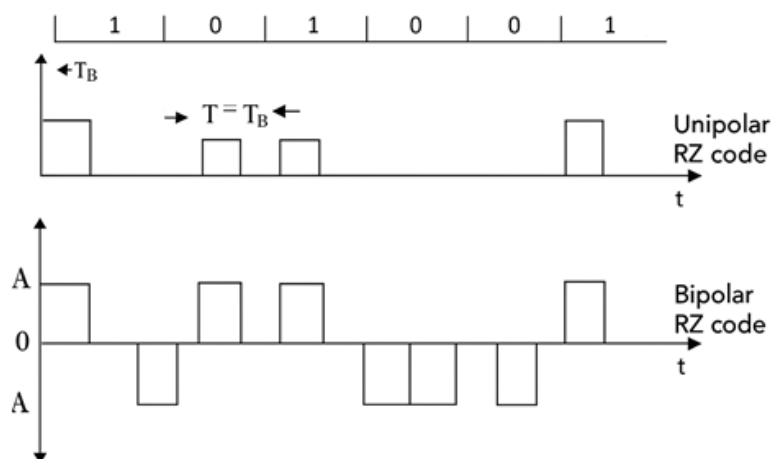 1 0 1 0 0 1
T_B
T = T_B
Unipolar
RZ code
t
A
Bipolar
RZ code
0
t
A